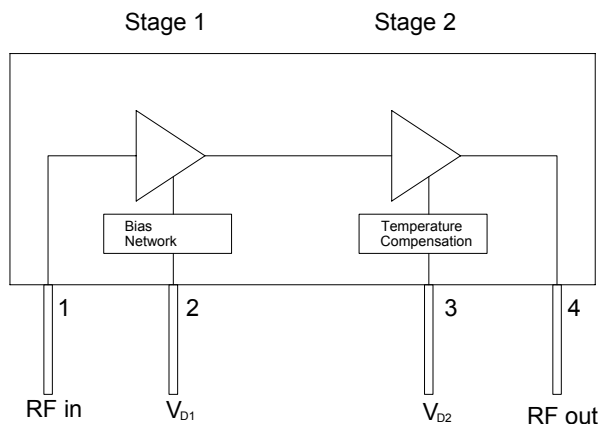 Stage 1
Stage 2
Bias
Network
Temperature
Compensation
1
2
3
4
RF in
VD1
VD2
RF out